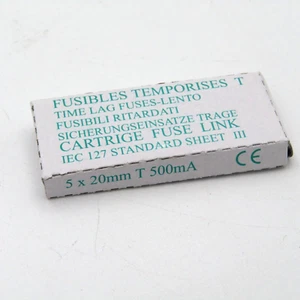 FUSIBLES TEMPORISES T
TIME LAG FUSES-LENTO
FUSIBILI RITARDATI
SICHERUNGSEINSATZE TRAGE
CARTRIGE FUSE LINK
IEC 127 STANDARD SHEET III
CE
5 x 20mm T 500mA